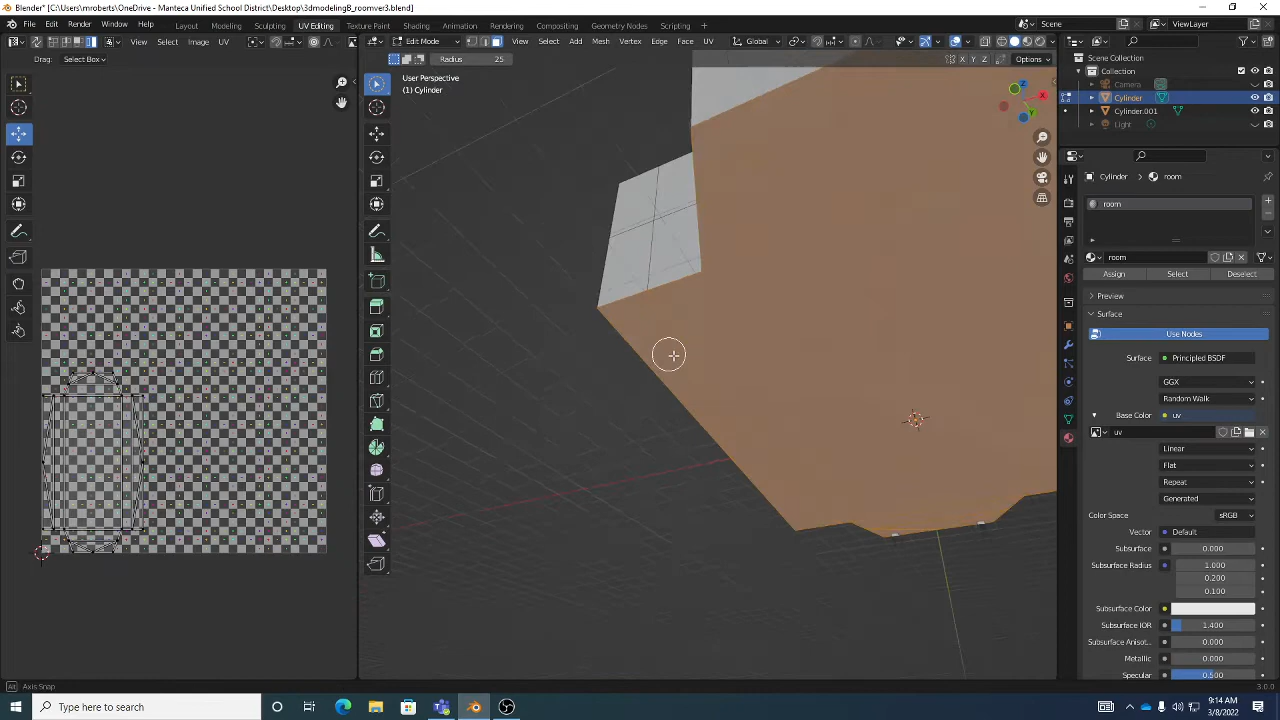 Blender* [C:\Users\mroberts\OneDrive - Manteca Unified School District\Desktop\3dmodeling8_roomver3.blend]
File Edit Render Window Help Layout Modeling Sculpting UV Editing Texture Paint Shading Animation Rendering Compositing Geometry Nodes Scripting + Scene ViewLayer
View Select Image UV Edit Mode View Select Add Mesh Vertex Edge Face UV Global
Drag: Select Box Radius 25 X Y Z Options
Scene Collection
Collection
Camera
Cylinder
Cylinder.001
Light
User Perspective
(1) Cylinder
Cylinder > room
room
room
Assign Select Deselect
Preview
Surface
Use Nodes
Surface Principled BSDF
GGX
Random Walk
Base Color uv
uv
Linear
Flat
Repeat
Generated
Color Space sRGB
Vector Default
Subsurface 0.000
Subsurface Radius 1.000
0.200
0.100
Subsurface Color
Subsurface IOR 1.400
Subsurface Anisot.. 0.000
Metallic 0.000
Specular 0.500
Alt Axis Snap 3.0.0
Type here to search
9:14 AM
3/8/2022